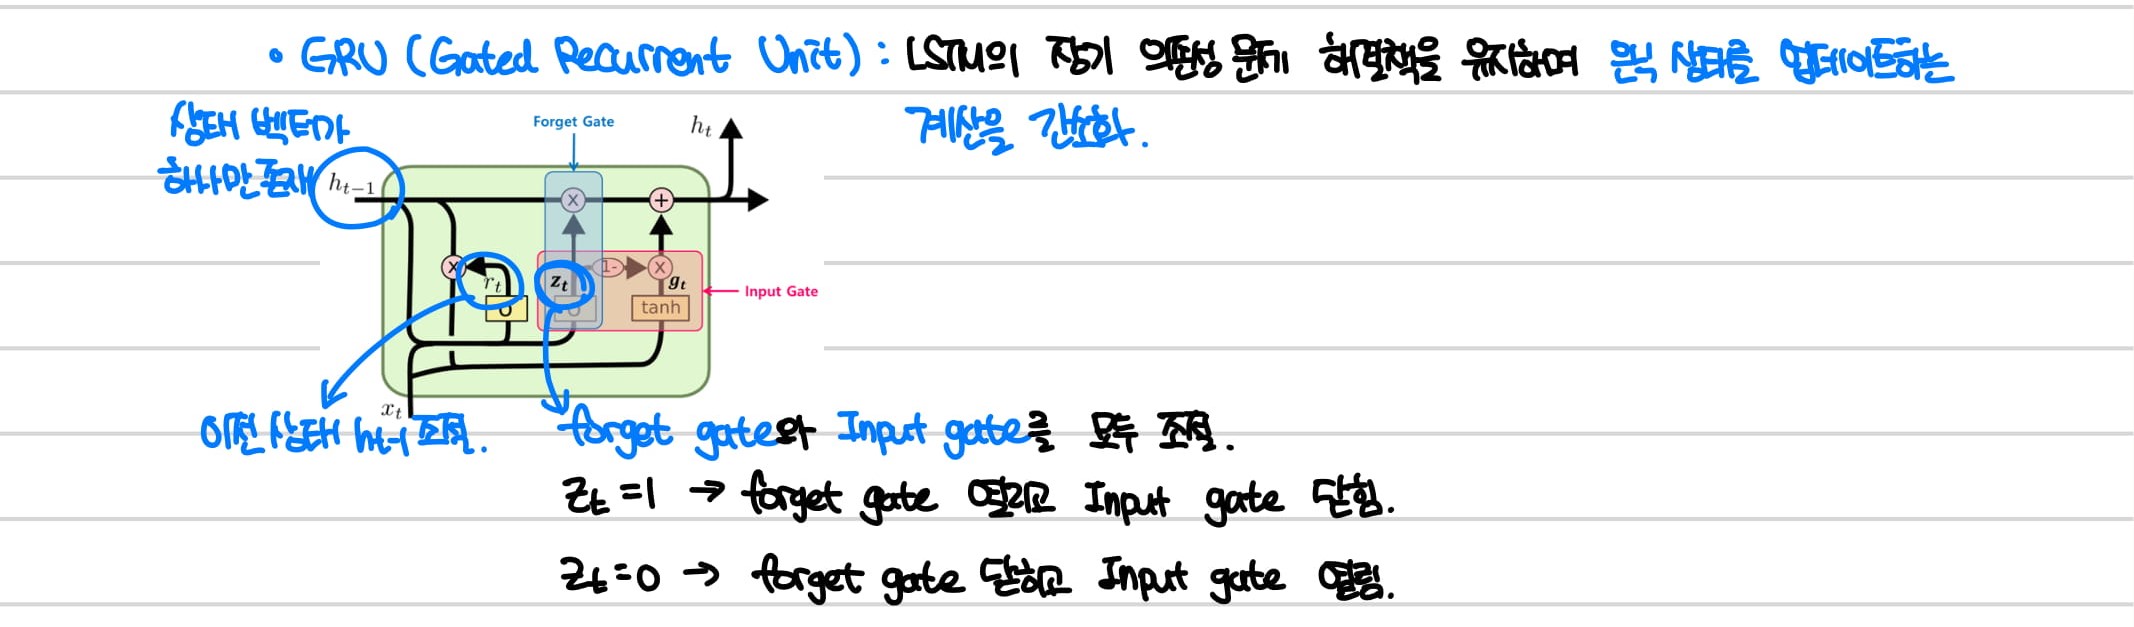 • GRU (Gated Recurrent Unit) : LSTM의 장기 의존성 문제 해결책을 유지하며 은닉 상태를 업데이트하는
계산을 간소화.
상태 벡터가
하나만 존재
Forget Gate
h_t
h_{t-1}
x
+
x
r_t
z_t
1-
x
g_t
Input Gate
σ
σ
tanh
x_t
이전 상태 h_{t-1} 조절.
forget gate와 Input gate를 모두 조절.
z_t = 1 → forget gate 열리고 Input gate 닫힘.
z_t = 0 → forget gate 닫히고 Input gate 열림.